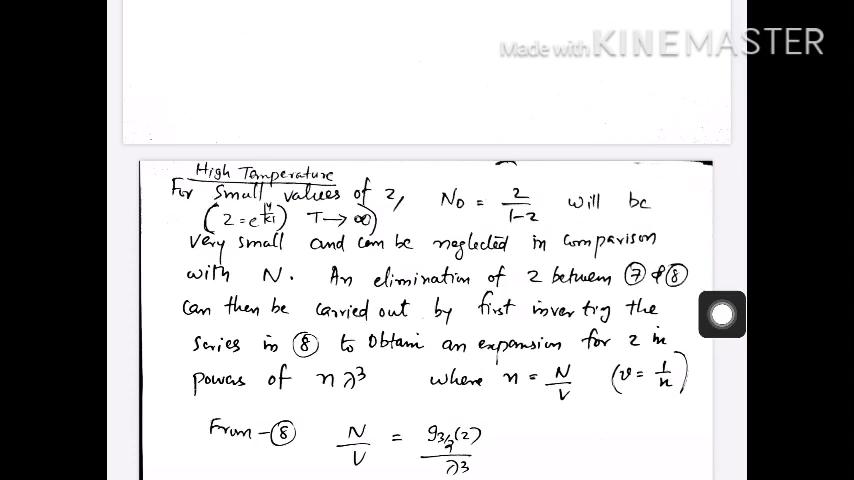 Made with KINEMASTER
High Temperature
For Small values of z, N0 = z/1-z will be
(z = e^μ/kT) T → ∞)
very small and can be neglected in comparison
with N. An elimination of z between ⑦ & ⑧
can then be carried out by first inverting the
series in ⑧ to Obtain an expansion for z in
powers of nλ³ where n = N/V (v = 1/n)
From - ⑧ N/V = g3/2(z)/λ³